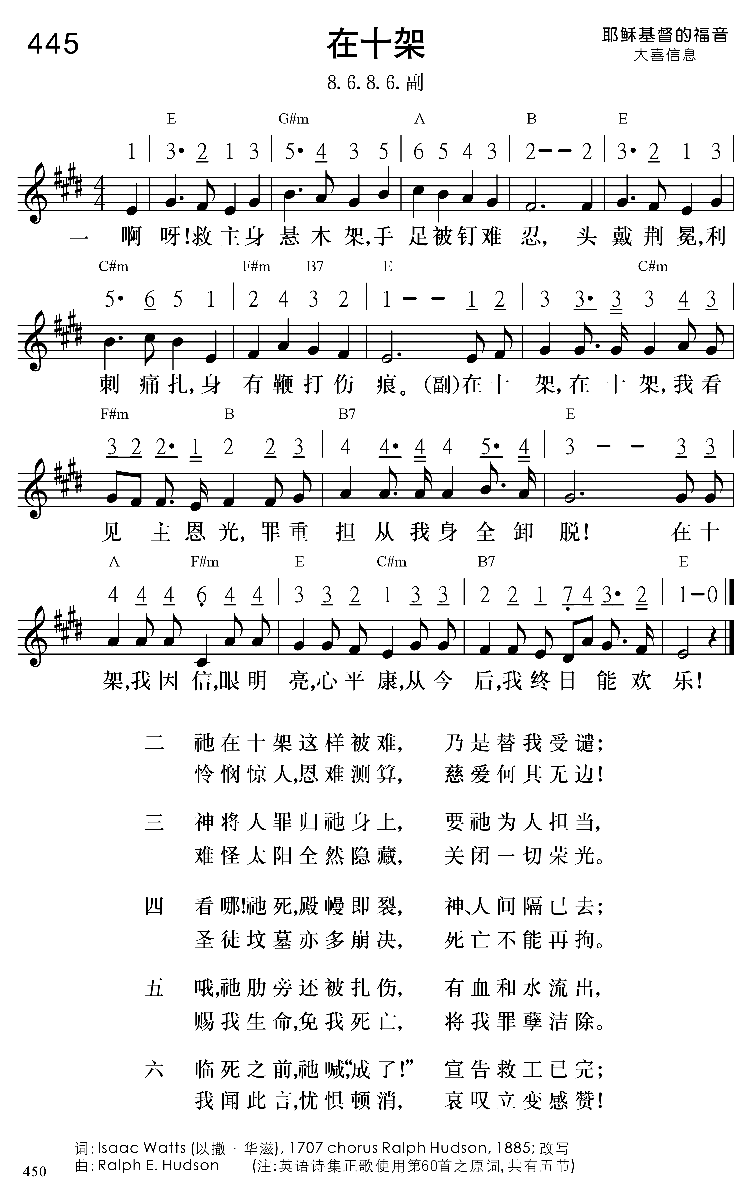 445
在十架
耶稣基督的福音
大喜信息
8.6.8.6.副
E G#m A B E
1 | 3• 2 1 3 | 5• 4 3 5 | 6 5 4 3 | 2–– 2 | 3• 2 1 3
一 啊呀!救主身悬木架,手足被钉难忍, 头戴荆冕,利
C#m F#m B7 E C#m
5• 6 5 1 | 2 4 3 2 | 1–– 1 2 | 3 3• 3 3 4 3
刺痛扎,身有鞭打伤痕。(副)在十架,在十架,我看
F#m B B7 E
3 2 2• 1 2 2 3 | 4 4• 4 4 5• 4 | 3 – – 3 3
见主恩光,罪重担从我身全卸脱! 在十
A F#m E C#m B7 E
4 4 4 4 6 4 4 | 3 3 2 1 3 3 | 2 2 1 7 4 3• 2 | 1–0
架,我因信,眼明亮,心平康,从今后,我终日能欢乐!
二 祂在十架这样被难, 乃是替我受谴;
怜悯惊人,恩难测算, 慈爱何其无边!
三 神将人罪归祂身上, 要祂为人担当,
难怪太阳全然隐藏, 关闭一切荣光。
四 看哪!祂死,殿幔即裂, 神、人间隔已去;
圣徒坟墓亦多崩决, 死亡不能再拘。
五 哦,祂肋旁还被扎伤, 有血和水流出,
赐我生命,免我死亡, 将我罪孽洁除。
六 临死之前,祂喊,“成了!” 宣告救工已完;
我闻此言,忧惧顿消, 哀叹立变感赞!
词: Isaac Watts (以撒 · 华滋), 1707 chorus Ralph Hudson, 1885; 改写
曲: Ralph E. Hudson (注:英语诗集正歌使用第60首之原词,共有五节)
450